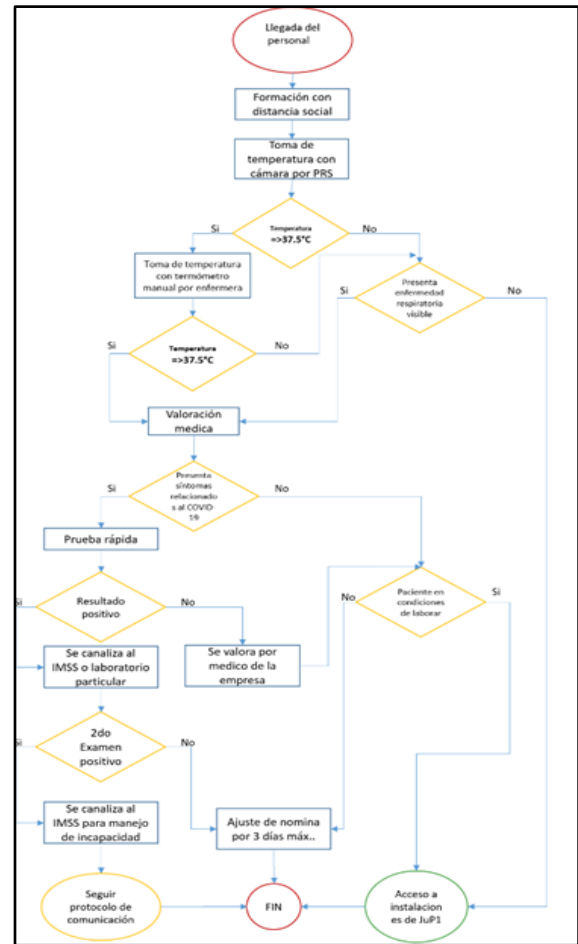 Llegada del
personal
Formación con
distancia social
Toma de
temperatura con
cámara por PRS
Si
Temperatura
=>37.5°C
No
Toma de temperatura
con termómetro
manual por enfermera
Si
Presenta
enfermedad
respiratoria
visible
No
Si
Temperatura
=>37.5°C
No
Valoración
medica
Si
Presenta
síntomas
relacionado
s al COVID
19
No
Prueba rápida
Si
Resultado
positivo
No
No
Paciente en
condiciones
de laborar
Si
Se canaliza al
IMSS o laboratorio
particular
Se valora por
medico de la
empresa
Si
2do
Examen
positivo
No
Se canaliza al
IMSS para manejo
de incapacidad
Ajuste de nomina
por 3 días máx..
Seguir
protocolo de
comunicación
FIN
Acceso a
instalacion
es de JuP1